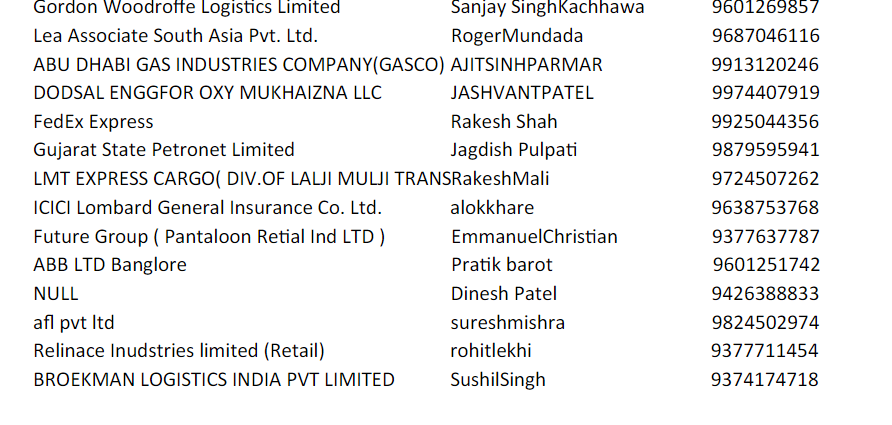 Gordon Woodroffe Logistics Limited Sanjay SinghKachhawa 9601269857
Lea Associate South Asia Pvt. Ltd. RogerMundada 9687046116
ABU DHABI GAS INDUSTRIES COMPANY(GASCO) AJITSINHPARMAR 9913120246
DODSAL ENGGFOR OXY MUKHAIZNA LLC JASHVANTPATEL 9974407919
FedEx Express Rakesh Shah 9925044356
Gujarat State Petronet Limited Jagdish Pulpati 9879595941
LMT EXPRESS CARGO( DIV.OF LALJI MULJI TRANSRakeshMali 9724507262
ICICI Lombard General Insurance Co. Ltd. alokkhare 9638753768
Future Group ( Pantaloon Retial Ind LTD ) EmmanuelChristian 9377637787
ABB LTD Banglore Pratik barot 9601251742
NULL Dinesh Patel 9426388833
afl pvt ltd sureshmishra 9824502974
Relinace Inudstries limited (Retail) rohitlekhi 9377711454
BROEKMAN LOGISTICS INDIA PVT LIMITED SushilSingh 9374174718